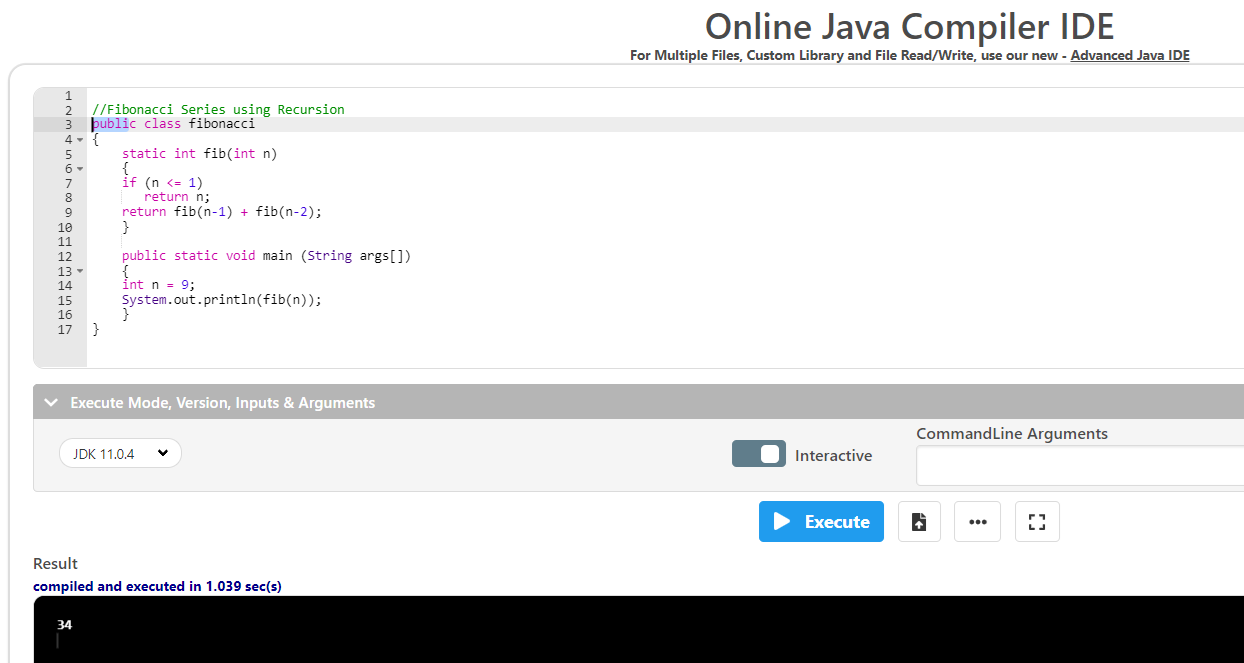 Online Java Compiler IDE
For Multiple Files, Custom Library and File Read/Write, use our new - Advanced Java IDE
1
2 //Fibonacci Series using Recursion
3 public class fibonacci
4 {
5 static int fib(int n)
6 {
7 if (n <= 1)
8 return n;
9 return fib(n-1) + fib(n-2);
10 }
11
12 public static void main (String args[])
13 {
14 int n = 9;
15 System.out.println(fib(n));
16 }
17 }
Execute Mode, Version, Inputs & Arguments
CommandLine Arguments
JDK 11.0.4
Interactive
Execute
Result
compiled and executed in 1.039 sec(s)
34